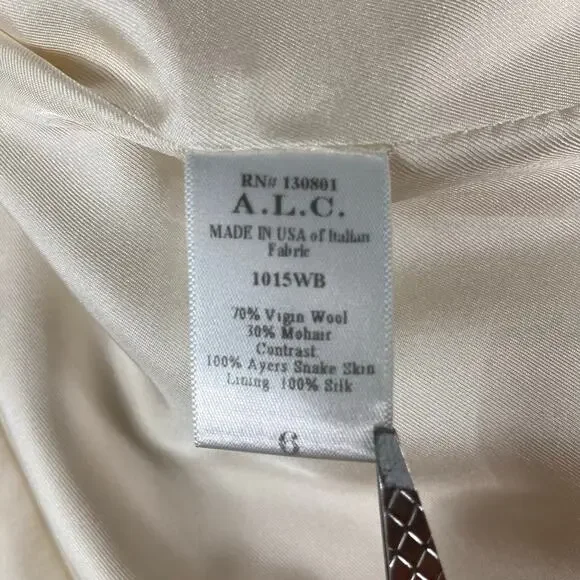 RN# 130801
A.L.C.
MADE IN USA of Italian
Fabric
1015WB
70% Vigin Wool
30% Mohair
Contrast
100% Ayers Snake Skin
Lining 100% Silk
6